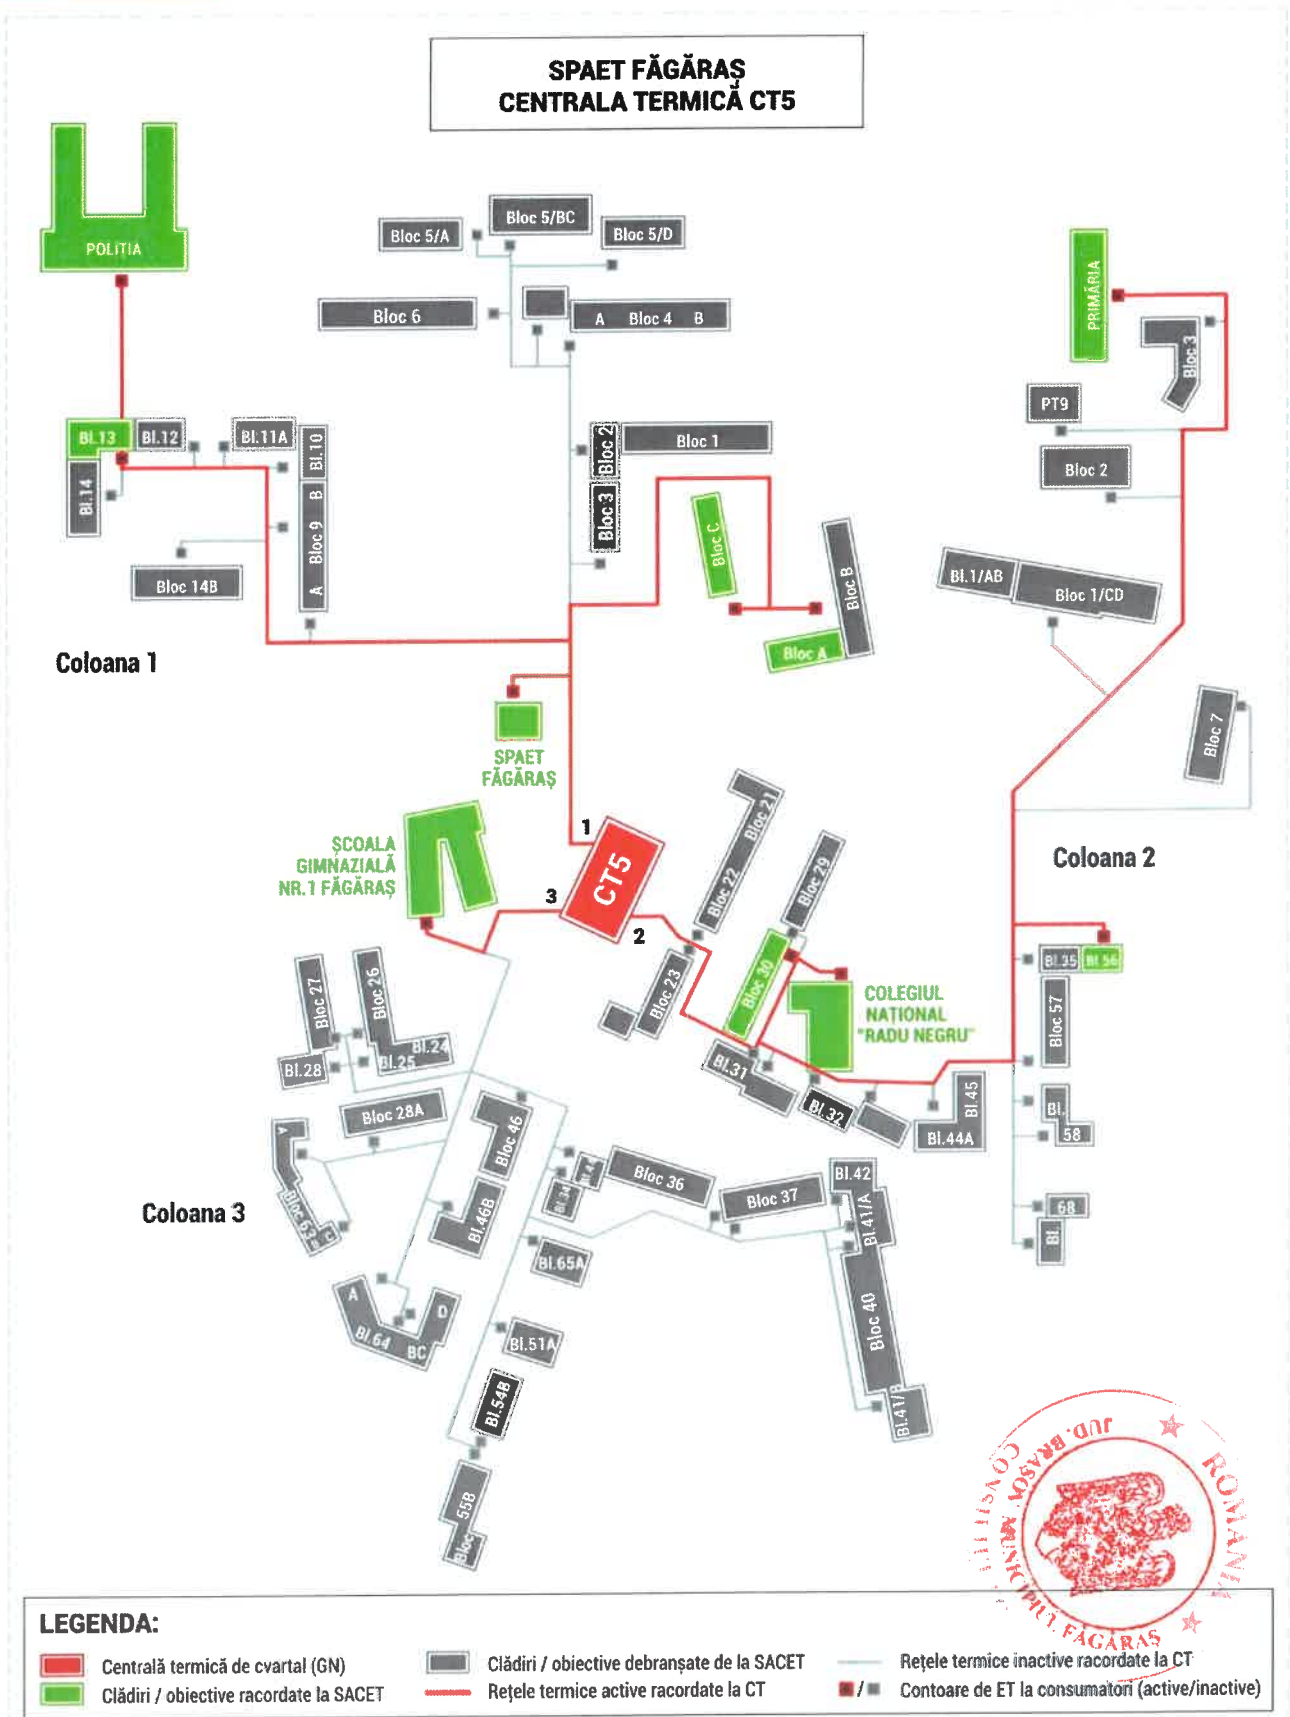 SPAET FĂGĂRAȘ
CENTRALA TERMICĂ CT5
POLIȚIA
Bloc 5/A
Bloc 5/BC
Bloc 5/D
Bloc 6
A Bloc 4 B
PRIMĂRIA
Bloc 3
PT9
Bloc 2
Bl.13
Bl.12
Bl.11A
Bl.10
Bl.14
A Bloc 9 B
Bloc 14B
Bloc 2
Bloc 1
Bloc 3
Bloc C
Bloc B
Bloc A
Bl.1/AB
Bloc 1/CD
Coloana 1
Bloc 7
SPAET
FĂGĂRAȘ
1
CT5
3
2
ȘCOALA
GIMNAZIALĂ
NR.1 FĂGĂRAȘ
Bloc 21
Bloc 22
Bloc 29
Coloana 2
Bloc 23
Bloc 30
COLEGIUL
NAȚIONAL
"RADU NEGRU"
Bl.35
Bl.56
Bloc 57
Bloc 27
Bloc 26
Bl.28
Bl.25
Bl.24
Bl.31
Bl.32
Bl.45
Bl.44A
Bl.
58
Bloc 28A
Bloc 46
A
Bloc 63
B C
Bl.34
Bloc 36
Bloc 37
Bl.42
Bl.41/A
68
Bl.
Coloana 3
Bl.46B
Bl.65A
Bloc 40
A
Bl.64
BC
D
Bl.51A
Bl.54B
Bl.41/B
Bloc 55B
ROMÂNIA
JUD. BRAȘOV
MUNICIPIUL FĂGĂRAȘ
LEGENDA:
Centrală termică de cvartal (GN)
Clădiri / obiective racordate la SACET
Clădiri / obiective debranșate de la SACET
Rețele termice active racordate la CT
Rețele termice inactive racordate la CT
/
Contoare de ET la consumatori (active/inactive)